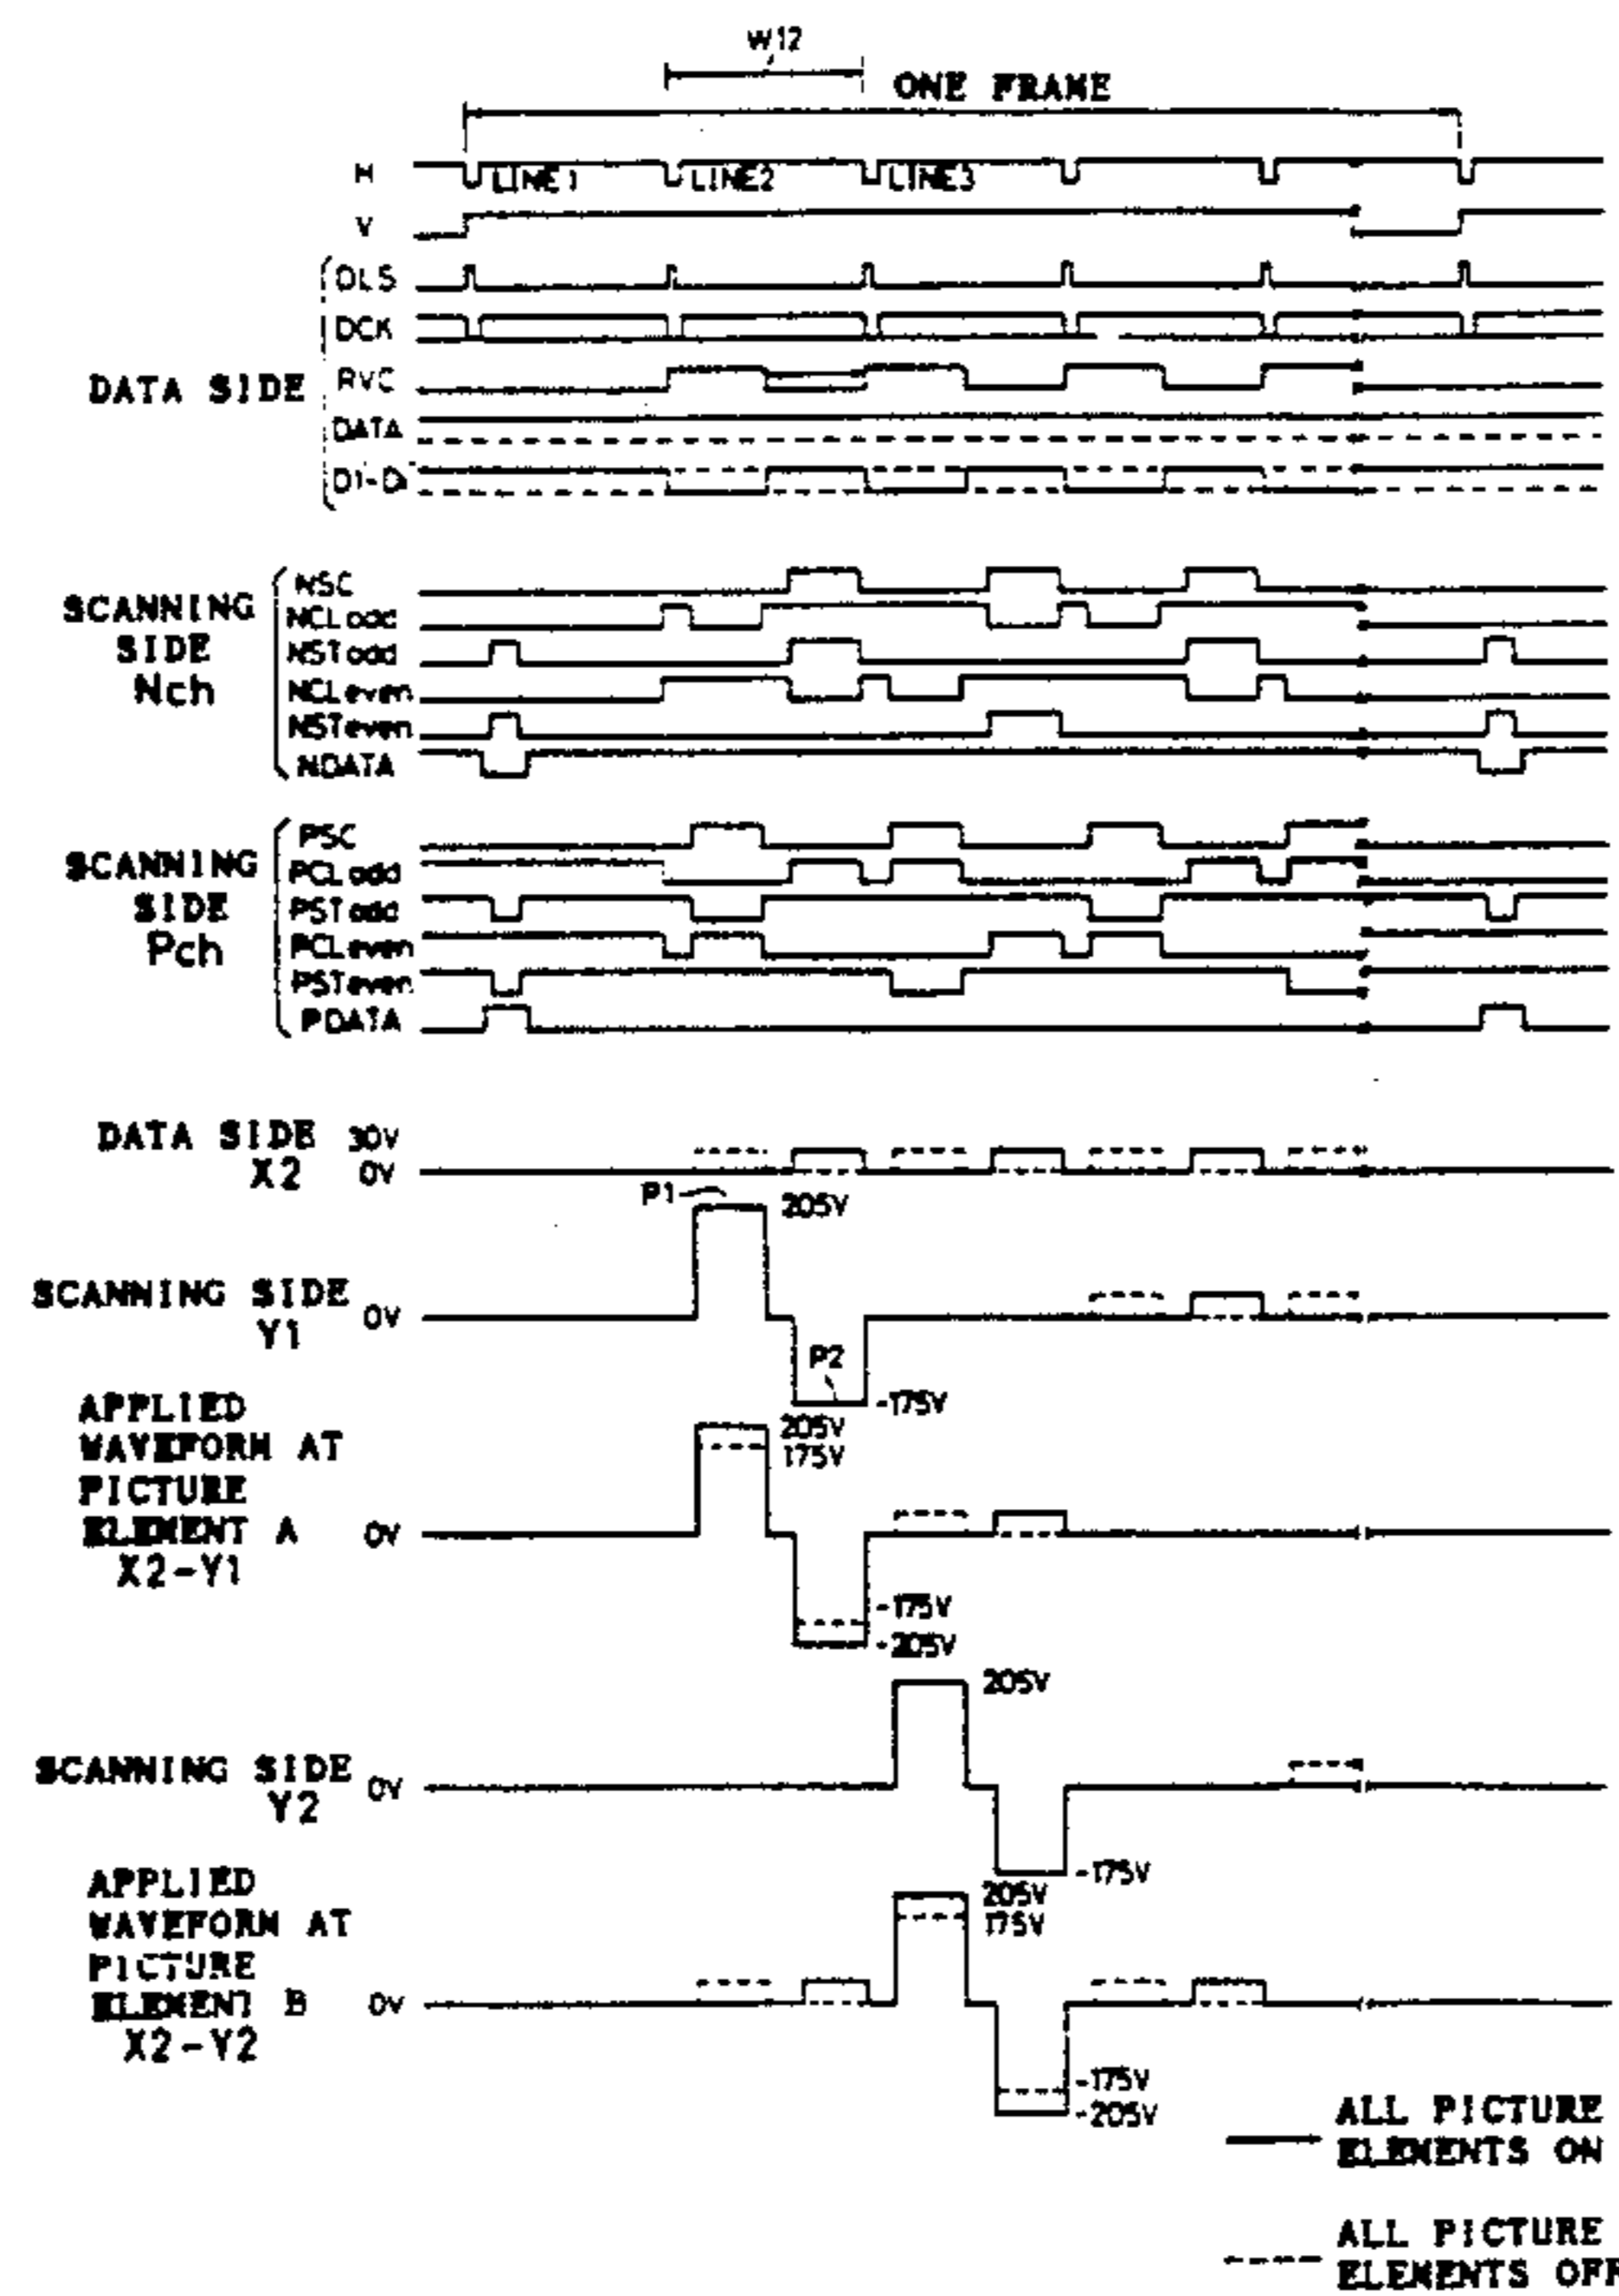 W12
ONE FRAME
H
LINE1 LINE2 LINE3
V
DLS
DCK
DATA SIDE
RVC
DATA
D1-Di
SCANNING
SIDE
Nch
NSC
NCLodd
NSTodd
NCLeven
NSTeven
NDATA
SCANNING
SIDE
Pch
PSC
PCLodd
PSTodd
PCLeven
PSTeven
PDATA
DATA SIDE 30V
X2 0V
P1 205V
SCANNING SIDE 0V
Y1
P2
-175V
APPLIED 205V
WAVEFORM AT 175V
PICTURE
ELEMENT A 0V
X2-Y1
-175V
-205V
205V
SCANNING SIDE 0V
Y2
-175V
APPLIED 205V
WAVEFORM AT 175V
PICTURE
ELEMENT B 0V
X2-Y2
-175V
-205V
ALL PICTURE
ELEMENTS ON
ALL PICTURE
ELEMENTS OFF